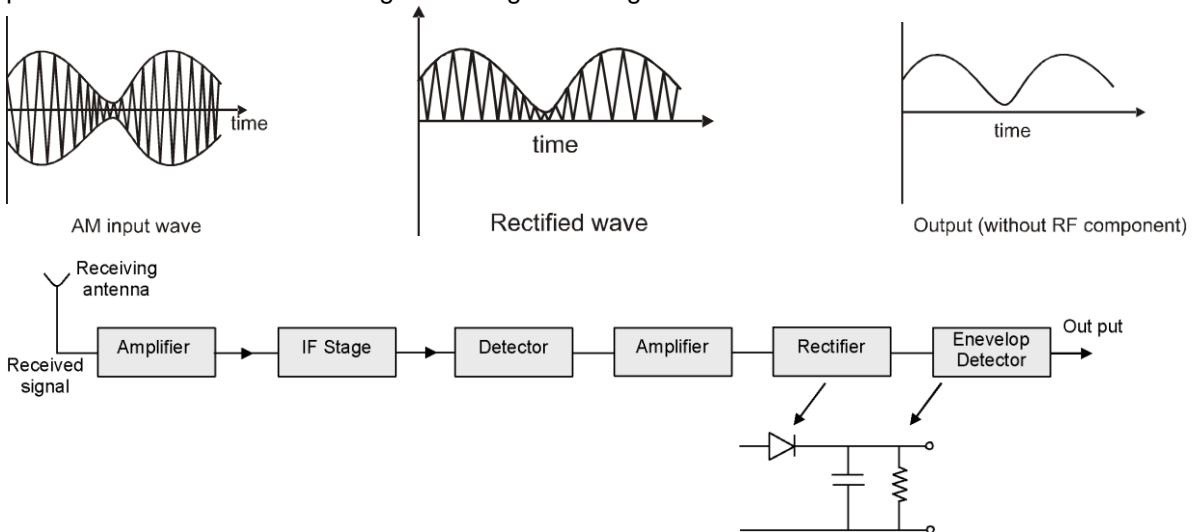 time
time
time
AM input wave
Rectified wave
Output (without RF component)
Receiving
antenna
Received
signal
Amplifier
IF Stage
Detector
Amplifier
Rectifier
Enevelop
Detector
Out put